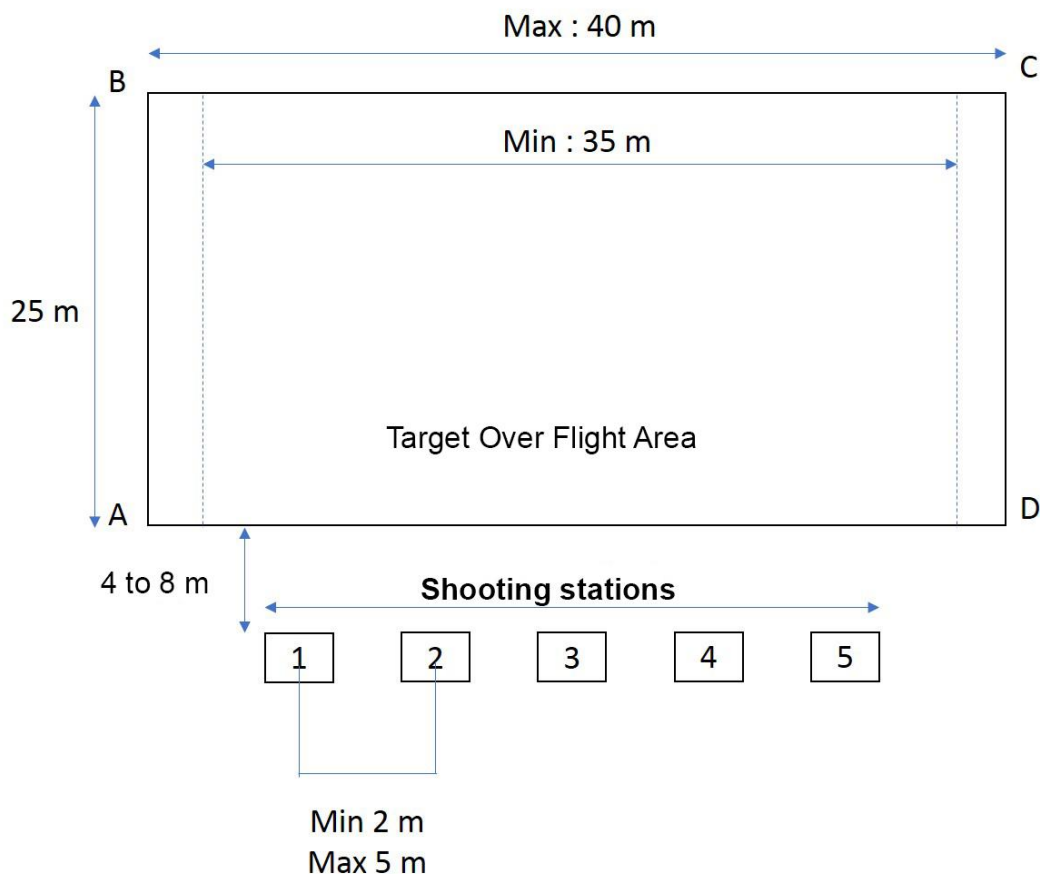 Max : 40 m
B
C
Min : 35 m
25 m
Target Over Flight Area
A
D
4 to 8 m
Shooting stations
1 2 3 4 5
Min 2 m
Max 5 m